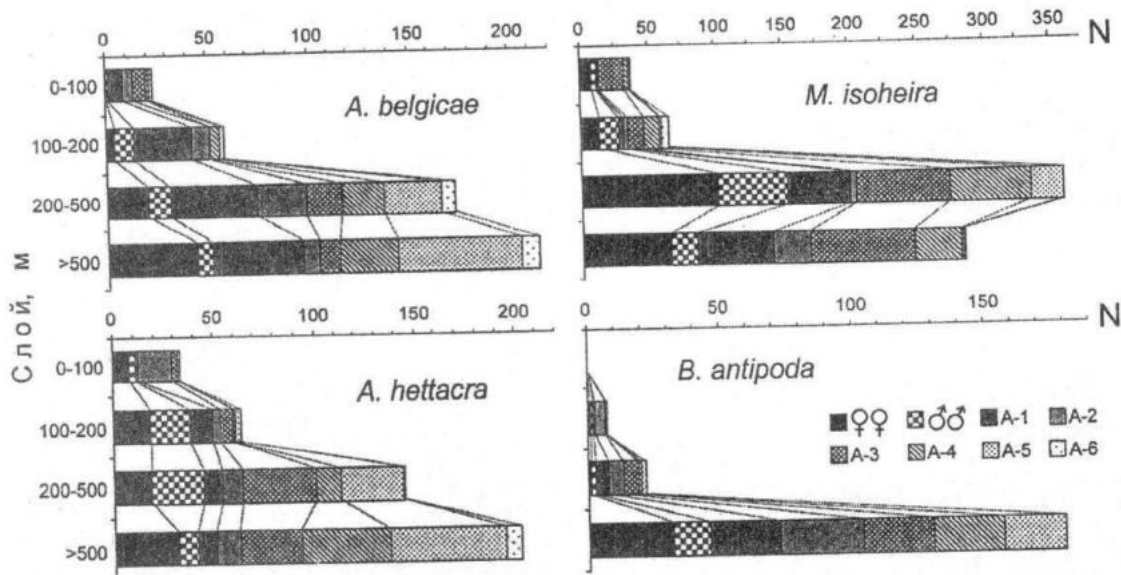 0 50 100 150 200
0 50 100 150 200 250 300 350 N
Слой, м
0-100
100-200
200-500
>500
A. belgicae
M. isoheira
0 50 100 150 200
0 50 100 150 N
0-100
100-200
200-500
>500
A. hettacra
B. antipoda
♀♀ ♂♂ A-1 A-2
A-3 A-4 A-5 A-6